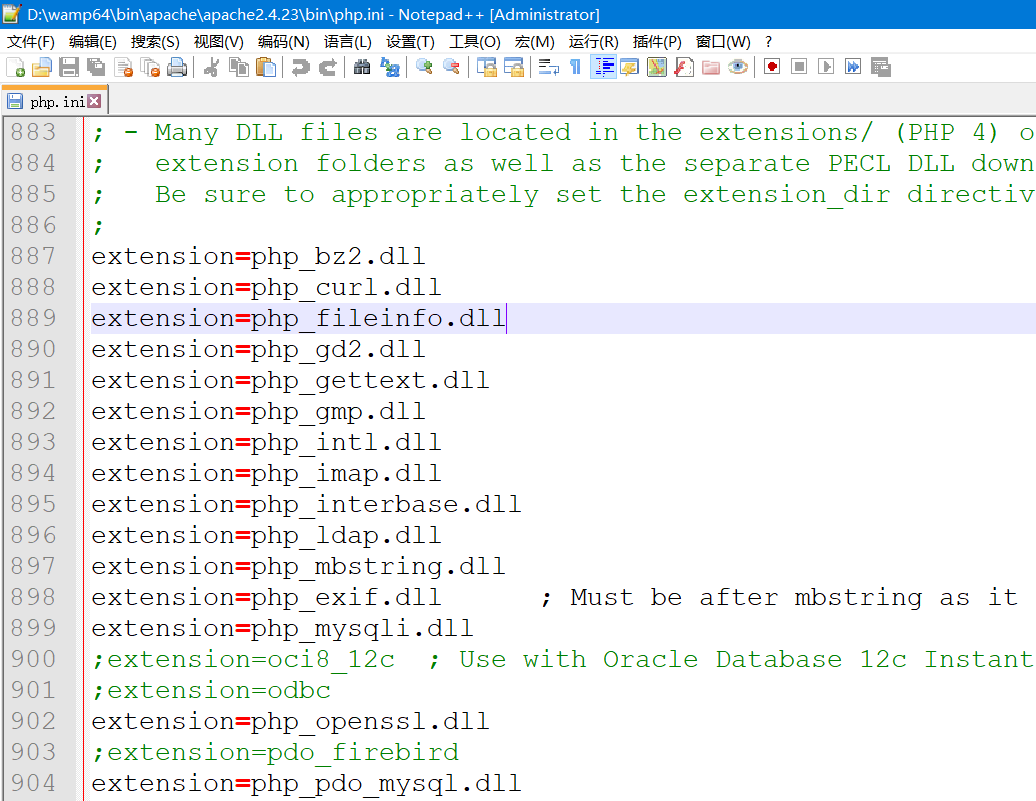 D:\wamp64\bin\apache\apache2.4.23\bin\php.ini - Notepad++ [Administrator]
文件(F) 编辑(E) 搜索(S) 视图(V) 编码(N) 语言(L) 设置(T) 工具(O) 宏(M) 运行(R) 插件(P) 窗口(W) ?
php.ini
883 ; - Many DLL files are located in the extensions/ (PHP 4) o
884 ;   extension folders as well as the separate PECL DLL down
885 ;   Be sure to appropriately set the extension_dir directiv
886 ;
887 extension=php_bz2.dll
888 extension=php_curl.dll
889 extension=php_fileinfo.dll
890 extension=php_gd2.dll
891 extension=php_gettext.dll
892 extension=php_gmp.dll
893 extension=php_intl.dll
894 extension=php_imap.dll
895 extension=php_interbase.dll
896 extension=php_ldap.dll
897 extension=php_mbstring.dll
898 extension=php_exif.dll      ; Must be after mbstring as it
899 extension=php_mysqli.dll
900 ;extension=oci8_12c  ; Use with Oracle Database 12c Instant
901 ;extension=odbc
902 extension=php_openssl.dll
903 ;extension=pdo_firebird
904 extension=php_pdo_mysql.dll